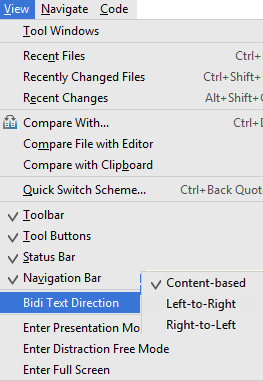 View Navigate Code
Tool Windows
Recent Files Ctrl+
Recently Changed Files Ctrl+Shift+
Recent Changes Alt+Shift+
Compare With... Ctrl+
Compare File with Editor
Compare with Clipboard
Quick Switch Scheme... Ctrl+Back Quo
Toolbar
Tool Buttons
Status Bar
Navigation Bar
Content-based
Bidi Text Direction
Left-to-Right
Right-to-Left
Enter Presentation Mo
Enter Distraction Free Mode
Enter Full Screen